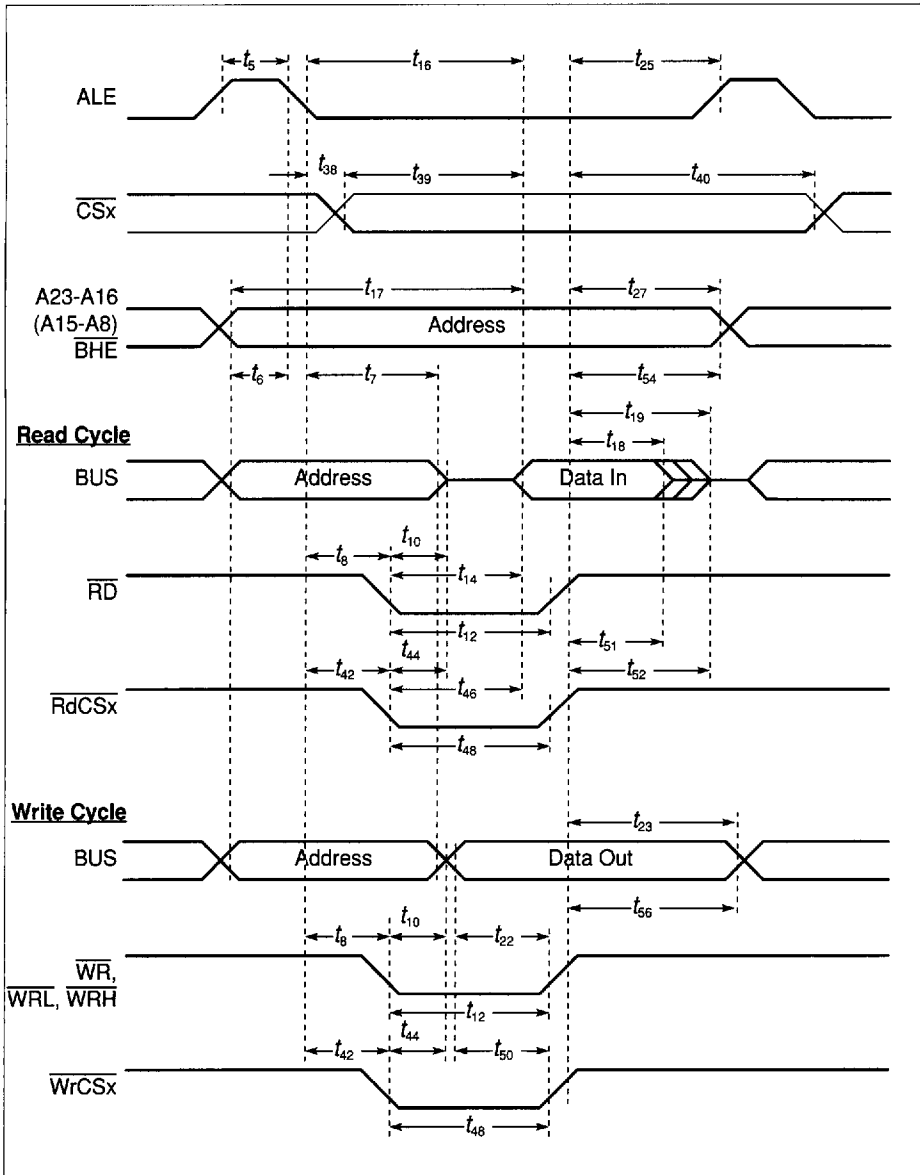 t5 t16 t25
ALE
t38 t39 t40
CSx
t17 t27
A23-A16
(A15-A8)
BHE
Address
t6 t7 t54
t19
Read Cycle
t18
BUS Address Data In
t8 t10
t14
RD
t12
t51
t44
t42 t52
t46
RdCSx
t48
Write Cycle
t23
BUS Address Data Out
t56
t8 t10 t22
WR,
WRL, WRH
t12
t44
t42 t50
WrCSx
t48